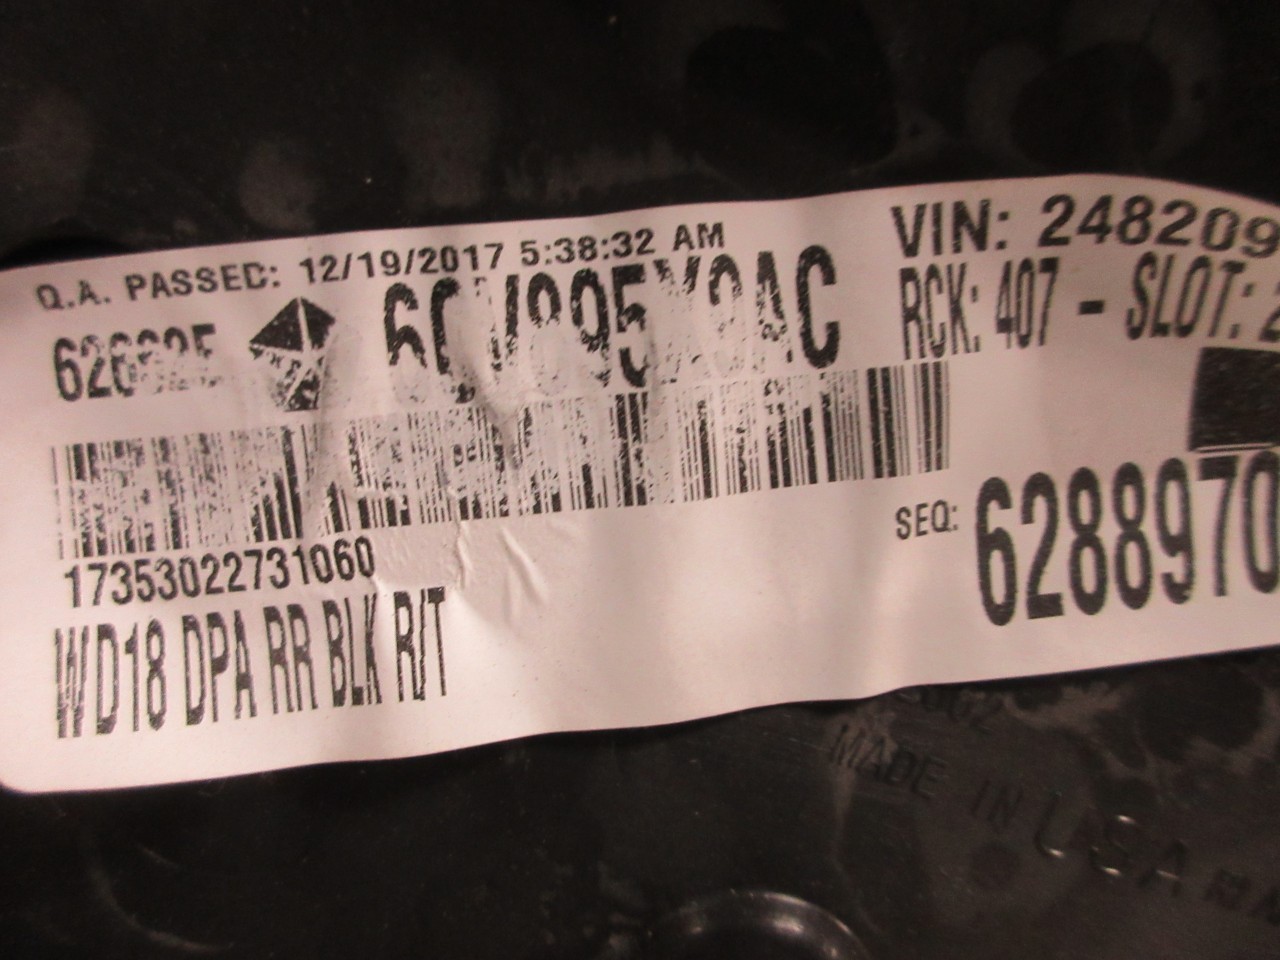 Q.A. PASSED: 12/19/2017 5:38:32 AM
VIN: 248209
RCK: 407 - SLOT:
17353022731060
SEQ: 6288970
WD18 DPA RR BLK R/T
MADE IN USA